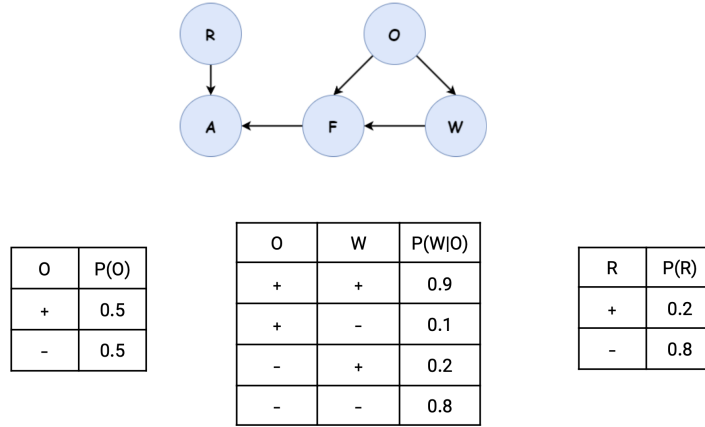 R O
A F W
O P(O)
+ 0.5
- 0.5
O W P(W|O)
+ + 0.9
+ - 0.1
- + 0.2
- - 0.8
R P(R)
+ 0.2
- 0.8